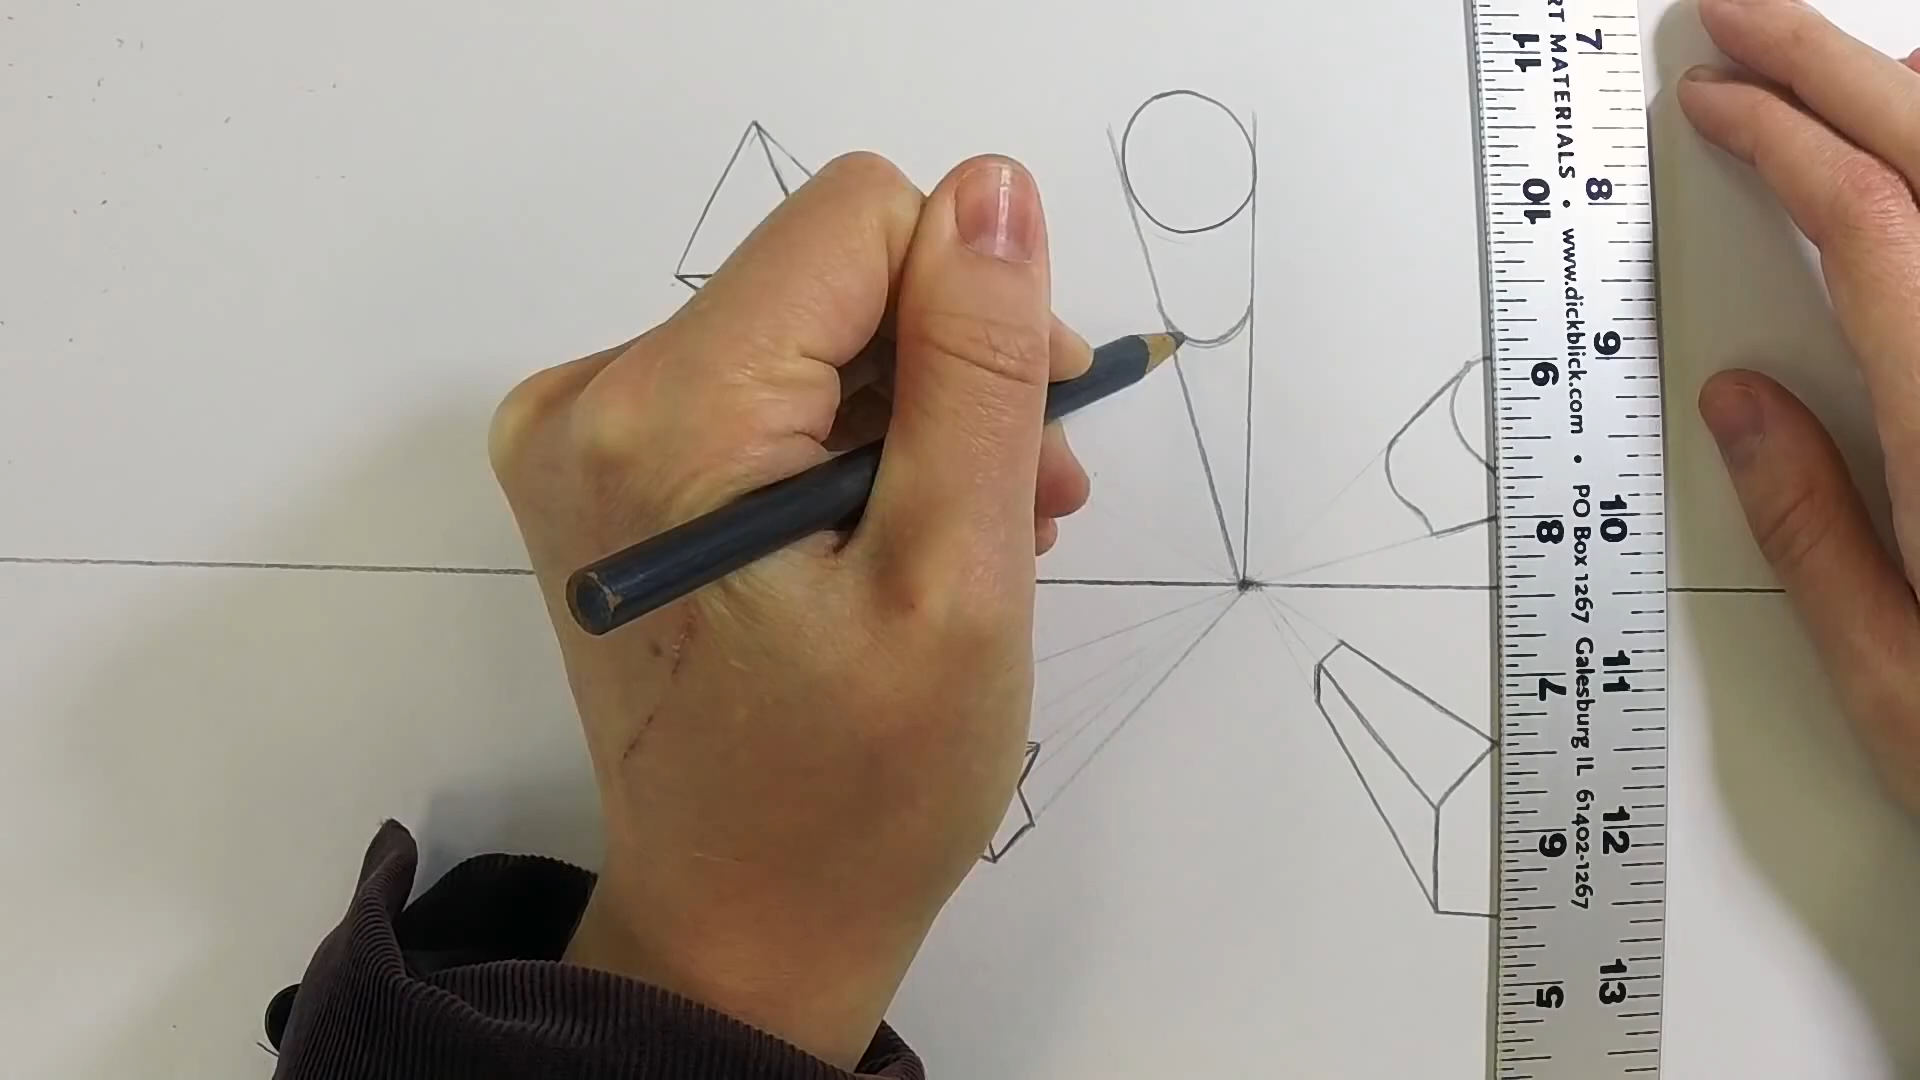 7 8 9 10 11 12 13
RT MATERIALS • www.dickblick.com • PO Box 1267 Galesburg IL 61402-1267
11 10 9 8 7 6 5